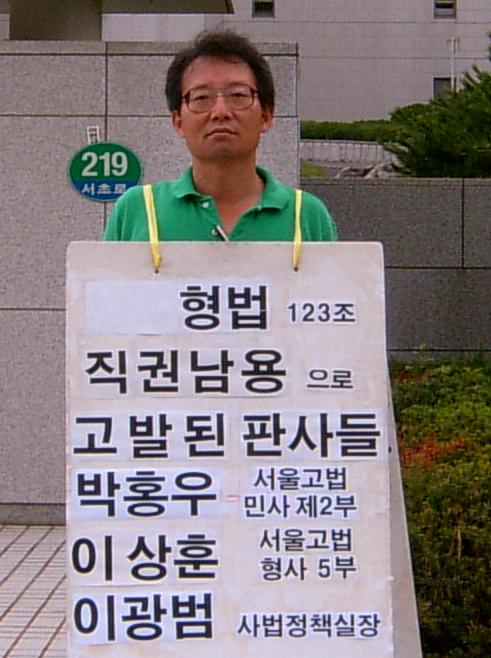 219
서초로
형법 123조
직권남용 으로
고발된 판사들
박홍우 - 서울고법
민사 제2부
이상훈 서울고법
형사 5부
이광범 사법정책실장